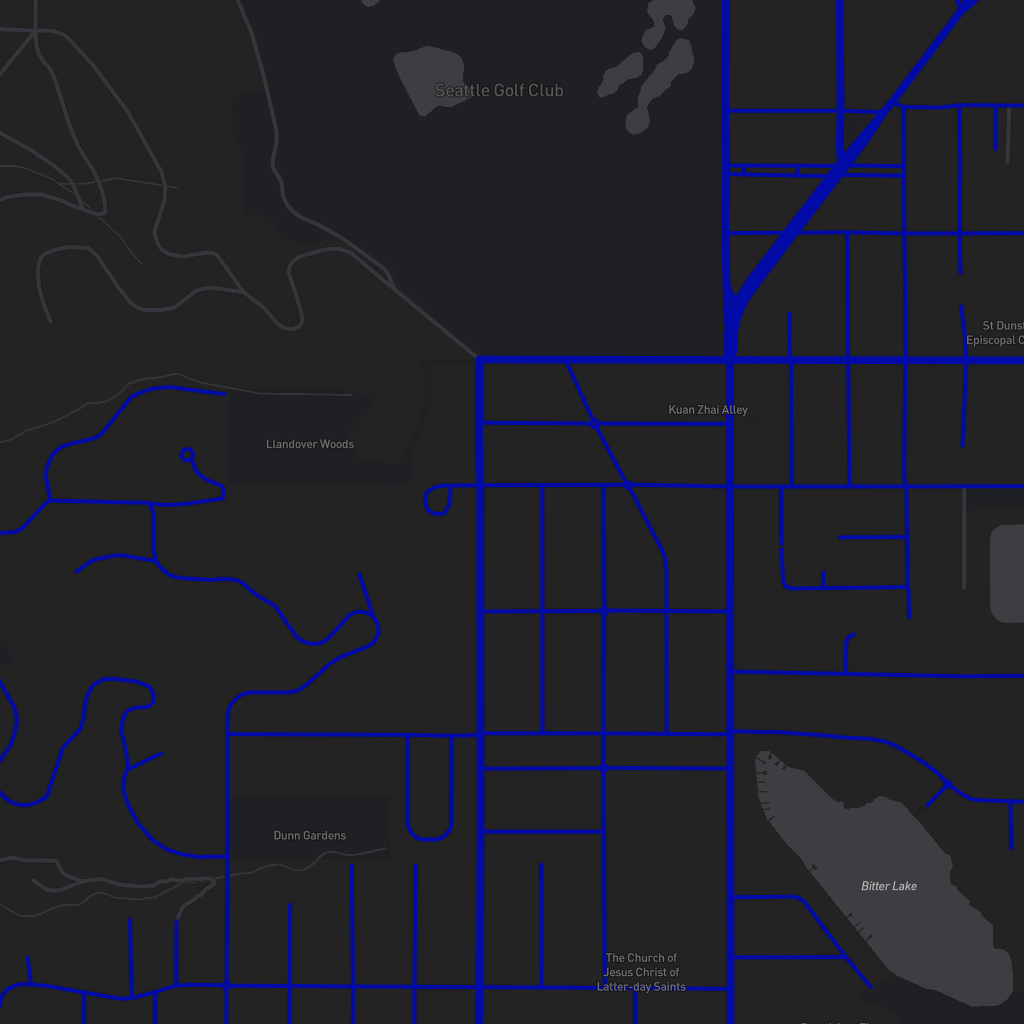 Seattle Golf Club
St Dunst
Episcopal C
Kuan Zhai Alley
Llandover Woods
Dunn Gardens
Bitter Lake
The Church of
Jesus Christ of
Latter-day Saints